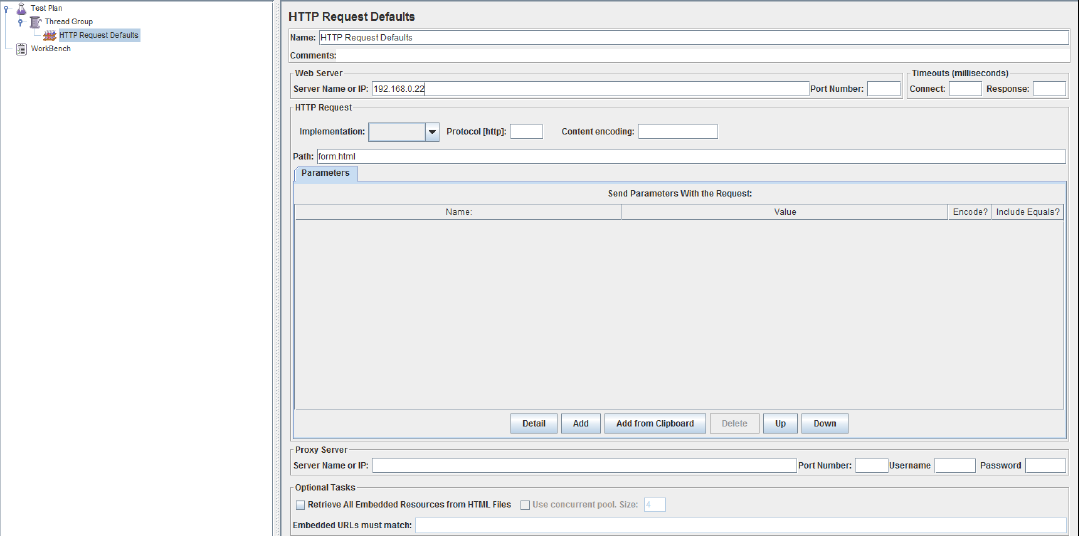 Test Plan
Thread Group
HTTP Request Defaults
WorkBench
HTTP Request Defaults
Name: HTTP Request Defaults
Comments:
Web Server
Timeouts (milliseconds)
Server Name or IP: 192.168.0.22 Port Number:
Connect: Response:
HTTP Request
Implementation: Protocol [http]: Content encoding:
Path: form.html
Parameters
Send Parameters With the Request:
Name: Value Encode? Include Equals?
Detail Add Add from Clipboard Delete Up Down
Proxy Server
Server Name or IP: Port Number: Username Password
Optional Tasks
Retrieve All Embedded Resources from HTML Files Use concurrent pool. Size: 4
Embedded URLs must match: